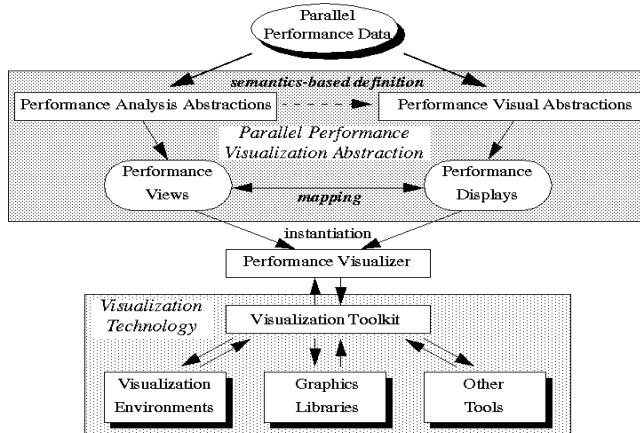 Parallel
Performance Data
semantics-based definition
Performance Analysis Abstractions
Performance Visual Abstractions
Parallel Performance
Visualization Abstraction
Performance
Views
mapping
Performance
Displays
instantiation
Performance Visualizer
Visualization
Technology
Visualization Toolkit
Visualization
Environments
Graphics
Libraries
Other
Tools